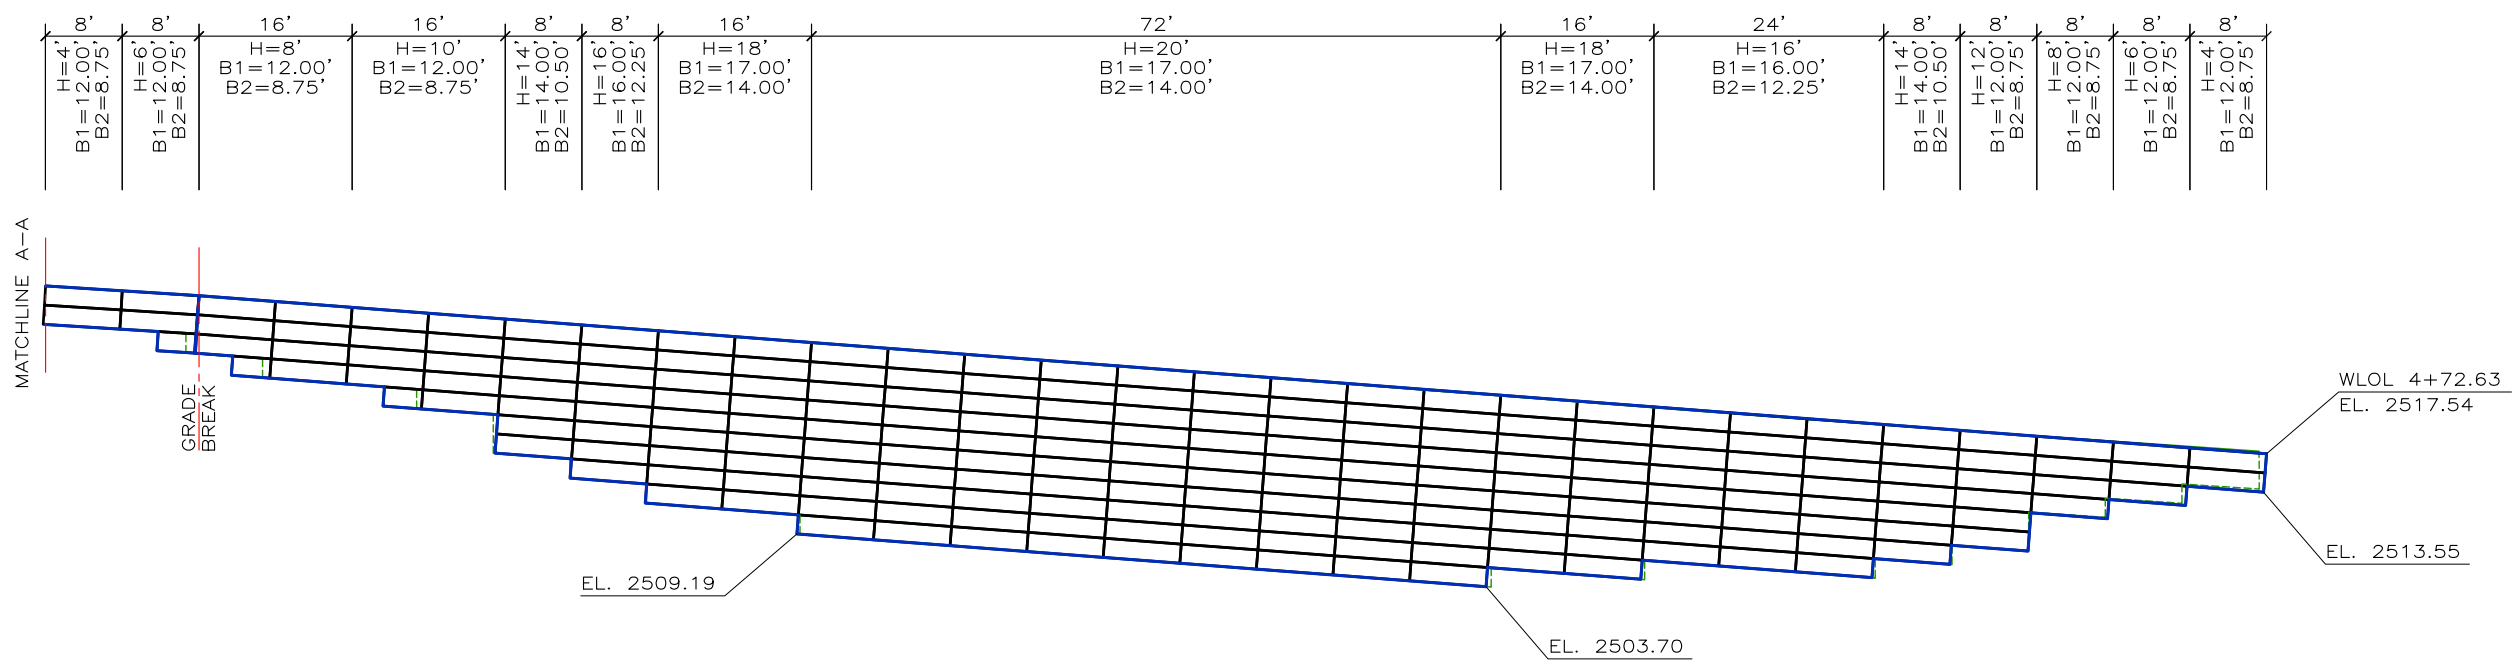 8' 8' 16' 16' 8' 8' 16' 72' 16' 24' 8' 8' 8' 8' 8'
H=4'
B1=12.00'
B2=8.75'
H=6'
B1=12.00'
B2=8.75'
H=8'
B1=12.00'
B2=8.75'
H=10'
B1=12.00'
B2=8.75'
H=14'
B1=14.00'
B2=10.50'
H=16'
B1=16.00'
B2=12.25'
H=18'
B1=17.00'
B2=14.00'
H=20'
B1=17.00'
B2=14.00'
H=18'
B1=17.00'
B2=14.00'
H=16'
B1=16.00'
B2=12.25'
H=14'
B1=14.00'
B2=10.50'
H=12'
B1=12.00'
B2=8.75'
H=8'
B1=12.00'
B2=8.75'
H=6'
B1=12.00'
B2=8.75'
H=4'
B1=12.00'
B2=8.75'
MATCHLINE A-A
GRADE
BREAK
WLOL 4+72.63
EL. 2517.54
EL. 2513.55
EL. 2509.19
EL. 2503.70